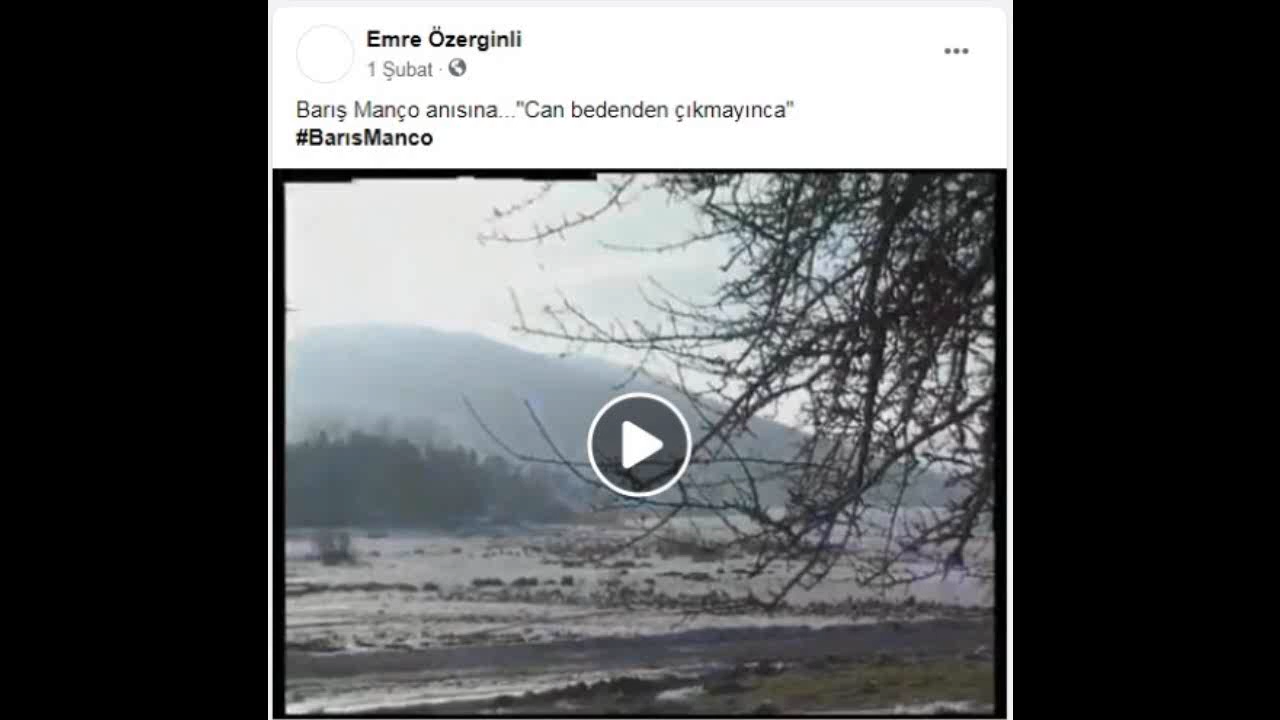 Emre Özerginli
1 Şubat ·
Barış Manço anısına..."Can bedenden çıkmayınca"
#BarısManco